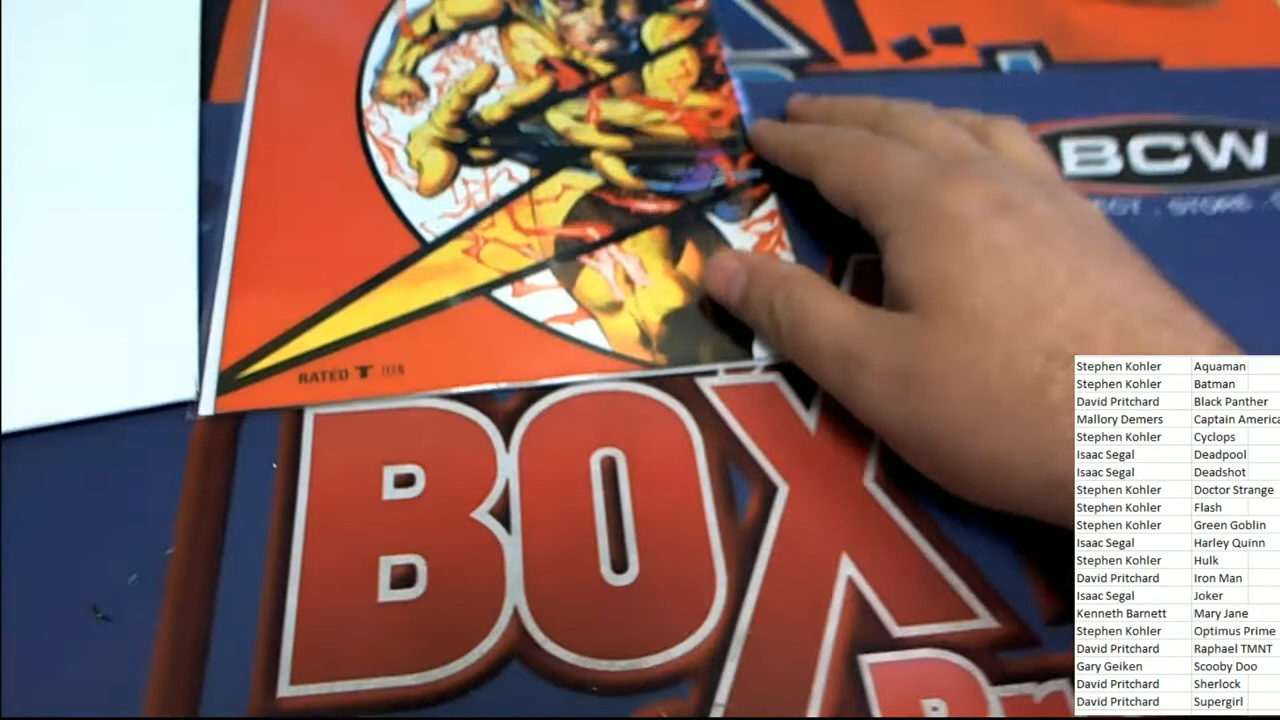 BCW
STORE
RATED T TEEN
BOX
Stephen Kohler Aquaman
Stephen Kohler Batman
David Pritchard Black Panther
Mallory Demers Captain America
Stephen Kohler Cyclops
Isaac Segal Deadpool
Isaac Segal Deadshot
Stephen Kohler Doctor Strange
Stephen Kohler Flash
Stephen Kohler Green Goblin
Isaac Segal Harley Quinn
Stephen Kohler Hulk
David Pritchard Iron Man
Isaac Segal Joker
Kenneth Barnett Mary Jane
Stephen Kohler Optimus Prime
David Pritchard Raphael TMNT
Gary Geiken Scooby Doo
David Pritchard Sherlock
David Pritchard Supergirl